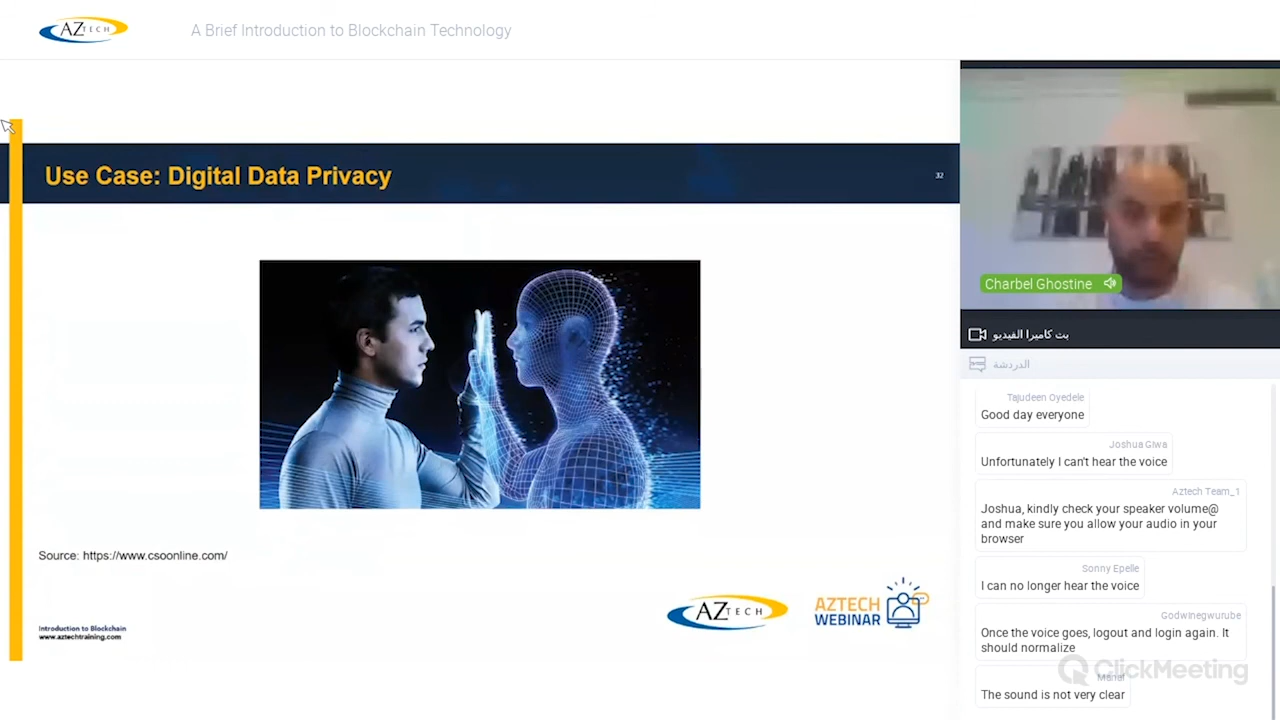 AZTECH
A Brief Introduction to Blockchain Technology
Use Case: Digital Data Privacy
32
Source: https://www.csoonline.com/
Introduction to Blockchain
www.aztechtraining.com
AZTECH
AZTECH
WEBINAR
Charbel Ghostine
بث كاميرا الفيديو
الدردشة
Tajudeen Oyedele
Good day everyone
Joshua Giwa
Unfortunately I can't hear the voice
Aztech Team_1
Joshua, kindly check your speaker volume@
and make sure you allow your audio in your
browser
Sonny Epelle
I can no longer hear the voice
Godwinegwurube
Once the voice goes, logout and login again. It
should normalize
ClickMeeting
The sound is not very clear